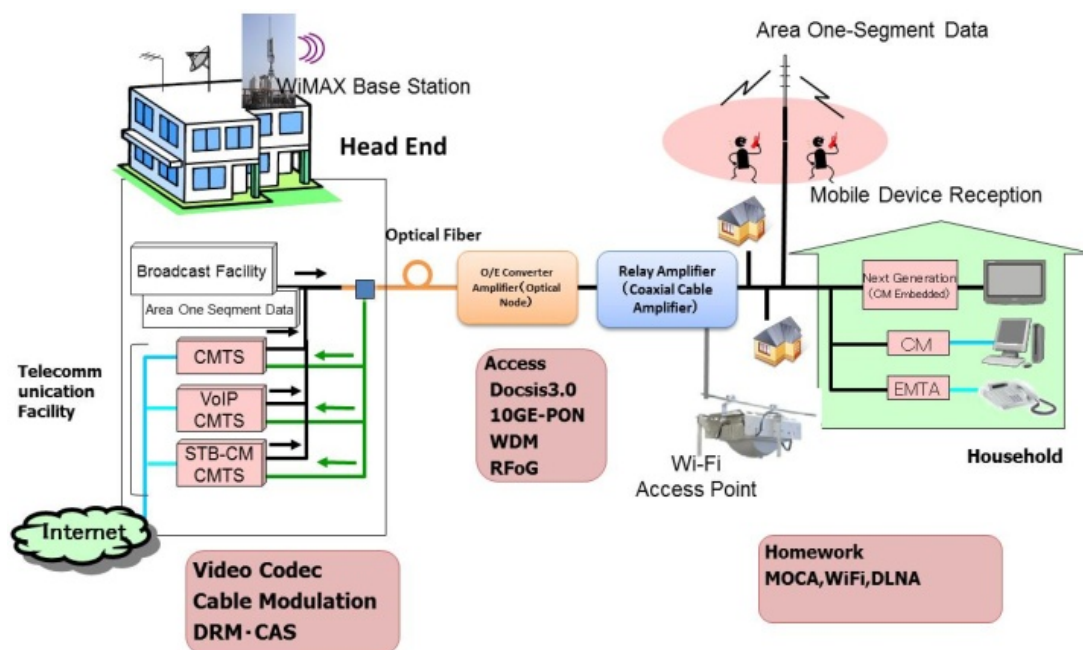 WiMAX Base Station
Head End
Broadcast Facility
Area One Seqment Data
Telecomm
unication
Facility
CMTS
VoIP
CMTS
STB-CM
CMTS
Internet
Video Codec
Cable Modulation
DRM·CAS
Optical Fiber
O/E Converter
Amplifier(Optical
Node)
Relay Amplifier
(Coaxial Cable
Amplifier)
Access
Docsis3.0
10GE-PON
WDM
RFoG
Wi-Fi
Access Point
Area One-Segment Data
Mobile Device Reception
Next Generation
(CM Embedded)
CM
EMTA
Household
Homework
MOCA,WiFi,DLNA